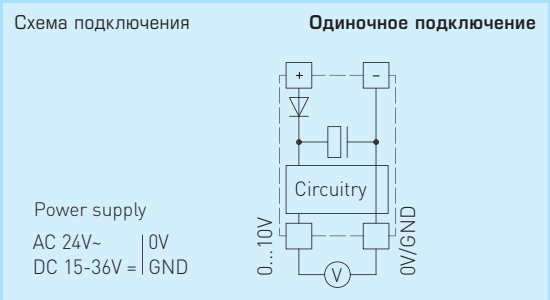 Схема подключения
Одиночное подключение
+
–
Circuitry
Power supply
AC 24V~ | 0V
DC 15-36V = | GND
0...10V
0V/GND
V